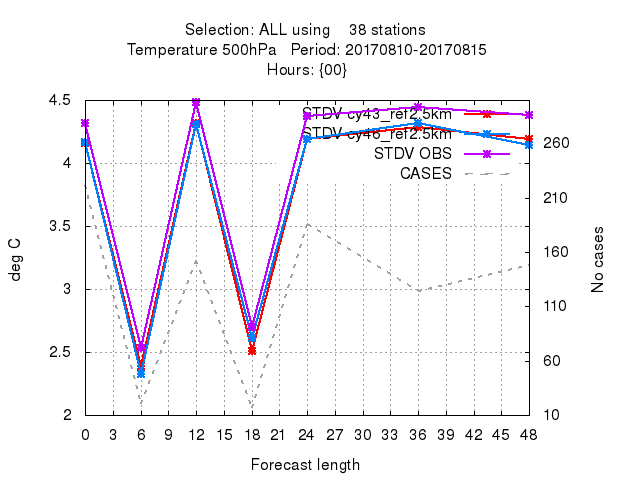 Selection: ALL using 38 stations
Temperature 500hPa Period: 20170810-20170815
Hours: {00}
4.5
4
3.5
3
2.5
2
deg C
STDV cy43_ref2.5km
STDV cy46_ref2.5km
STDV OBS
CASES
260
210
160
110
60
10
No cases
0 3 6 9 12 15 18 21 24 27 30 33 36 39 42 45 48
Forecast length